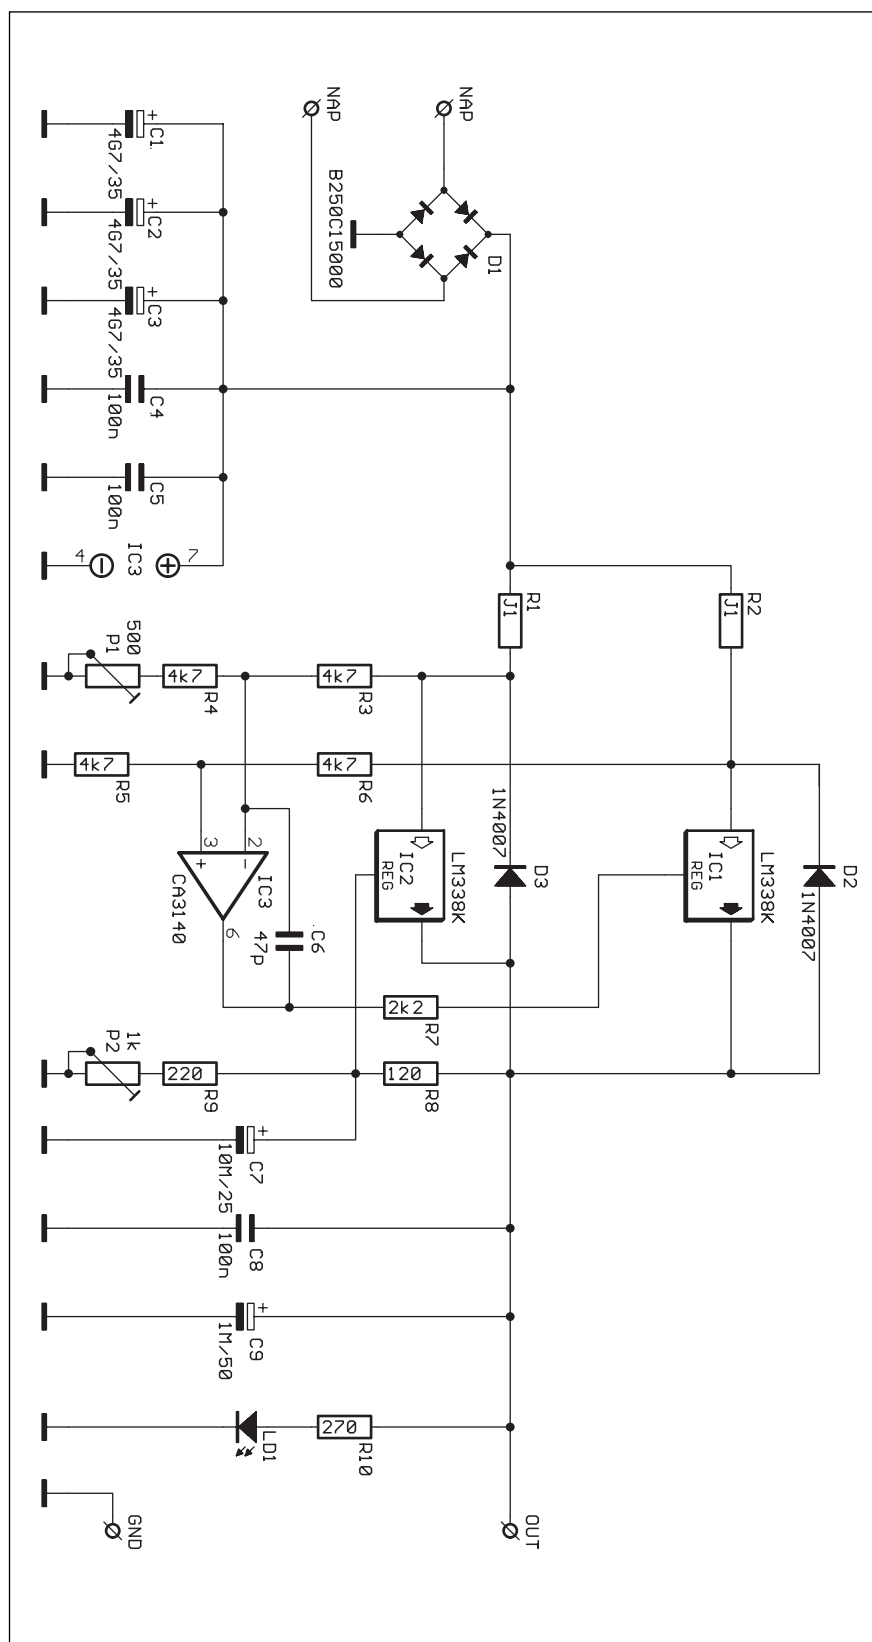 NAP
NAP
D1
B250C15000
+
C1
4G7/35
+
C2
4G7/35
+
C3
4G7/35
C4
100n
C5
100n
7
IC3
4
R2
J1
R1
J1
R3
4k7
R4
4k7
P1
500
R6
4k7
R5
4k7
D2
1N4007
LM338K
IC1
REG
D3
1N4007
LM338K
IC2
REG
2
3
−
+
IC3
CA3140
6
C6
47p
R7
2k2
R8
120
R9
220
P2
1k
+
C7
10M/25
C8
100n
+
C9
1M/50
R10
270
LD1
OUT
GND